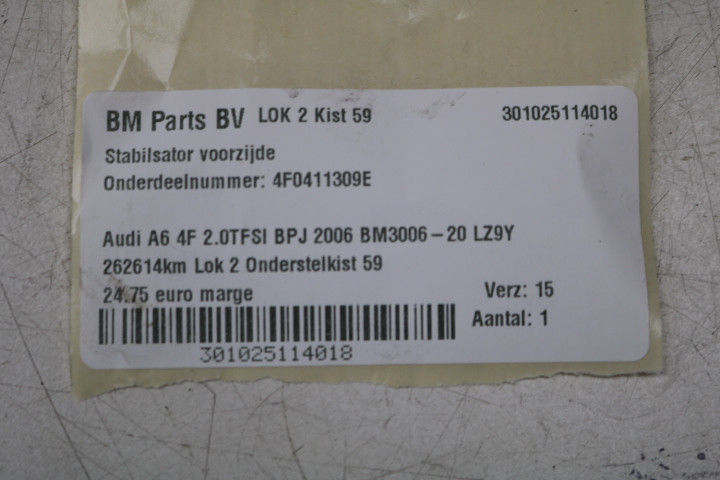 BM Parts BV LOK 2 Kist 59 301025114018
Stabilsator voorzijde
Onderdeelnummer: 4F0411309E
Audi A6 4F 2.0TFSI BPJ 2006 BM3006-20 LZ9Y
262614km Lok 2 Onderstelkist 59
24.75 euro marge Verz: 15
Aantal: 1
301025114018